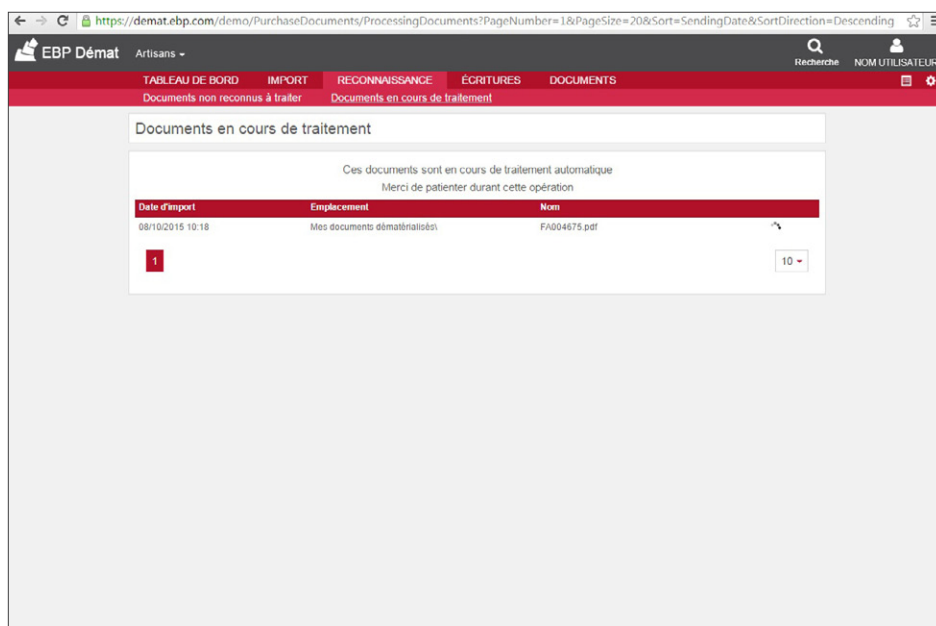 https://demat.ebp.com/demo/PurchaseDocuments/ProcessingDocuments?PageNumber=1&PageSize=20&Sort=SendingDate&SortDirection=Descending
EBP Démat Artisans Recherche NOM UTILISATEUR
TABLEAU DE BORD IMPORT RECONNAISSANCE ÉCRITURES DOCUMENTS
Documents non reconnus à traiter Documents en cours de traitement
Documents en cours de traitement
Ces documents sont en cours de traitement automatique
Merci de patienter durant cette opération
Date d'import Emplacement Nom
08/10/2015 10:18 Mes documents dématérialisés\ FA004675.pdf
1 10